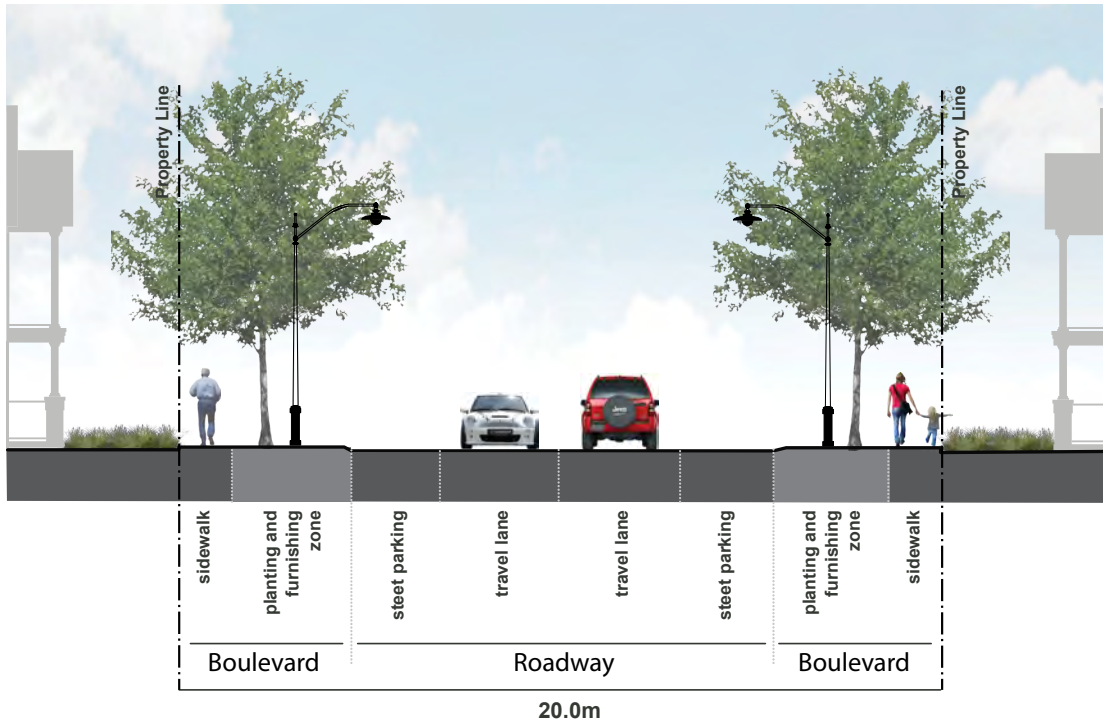 Property Line
Property Line
Jeep
sidewalk
planting and
furnishing
zone
steet parking
travel lane
travel lane
steet parking
planting and
furnishing
zone
sidewalk
Boulevard
Roadway
Boulevard
20.0m